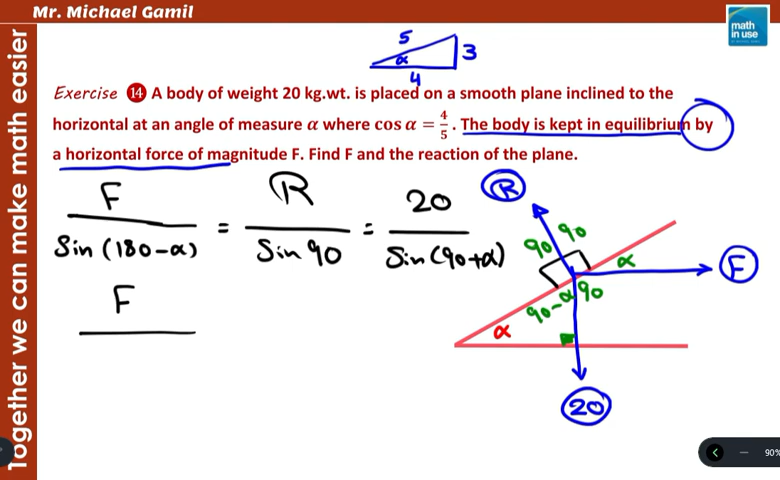 Mr. Michael Gamil
math
in use
Together we can make math easier
5
3
α
4
Exercise 14 A body of weight 20 kg.wt. is placed on a smooth plane inclined to the
horizontal at an angle of measure α where cos α = 4/5 . The body is kept in equilibrium by
a horizontal force of magnitude F. Find F and the reaction of the plane.
F / Sin (180-α) = R / Sin 90 = 20 / Sin (90+α)
F
R
90 90
α
F
90-α 90
α
20
90%